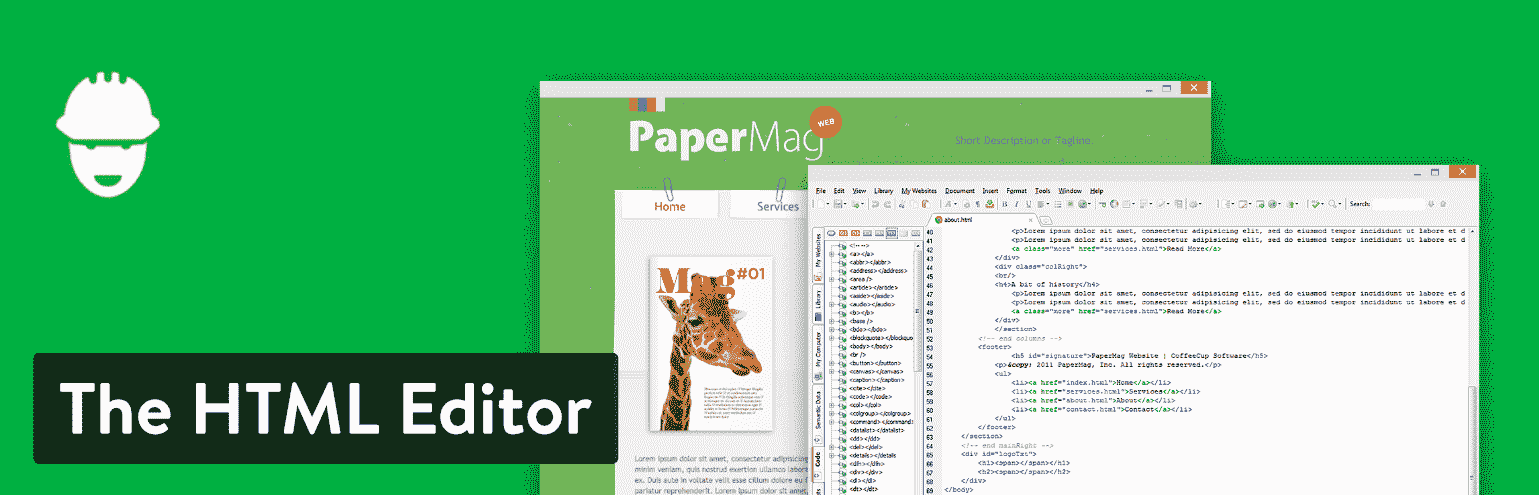 PaperMag
WEB
Short Description or Tagline.
Home
Services
Mag #01
The HTML Editor
Lorem ipsum dolor sit amet, consectetur adipisicing
minim veniam, quis nostrud exertion ullamco labore
ex. Duis aute in voluptate velit esse cillum dolore eu f
pariatur reprehenderit. Lorem ipsum dolor sit amet,
File Edit View Library My Websites Document Insert Format Tools Window Help
Search:
about.html
My Websites
Library
My Computer
Semantic Data
Code
<!-- -->
<a></a>
<abbr></abbr>
<address></address>
<area />
<article></article>
<aside></aside>
<audio></audio>
<b></b>
<base />
<bdo></bdo>
<blockquote></blockquo
<body></body>
<br />
<button></button>
<canvas></canvas>
<caption></caption>
<cite></cite>
<code></code>
<col></col>
<colgroup></colgroup>
<command></command>
<datalist></datalist>
<dd></dd>
<del></del>
<details></details
<dfn></dfn>
<div></div>
<dl></dl>
<dt></dt>
40 <p>Lorem ipsum dolor sit amet, consectetur adipisicing elit, sed do eiusmod tempor incididunt ut labore et d
41 <p>Lorem ipsum dolor sit amet, consectetur adipisicing elit, sed do eiusmod tempor incididunt ut labore et d
42 <a class="more" href="services.html">Read More</a>
43 </div>
44 <div class="colRight">
45 <br/>
46 <h4>A bit of history</h4>
47 <p>Lorem ipsum dolor sit amet, consectetur adipisicing elit, sed do eiusmod tempor incididunt ut labore et d
48 <p>Lorem ipsum dolor sit amet, consectetur adipisicing elit, sed do eiusmod tempor incididunt ut labore et d
49 <a class="more" href="services.html">Read More</a>
50 </div>
51 </section>
52 <!-- end columns -->
53 <footer>
54 <h5 id="signature">PaperMag Website | CoffeeCup Software</h5>
55 <p>&copy; 2011 PaperMag, Inc. All rights reserved.</p>
56 <ul>
57 <li><a href="index.html">Home</a></li>
58 <li><a href="services.html">Services</a></li>
59 <li><a href="about.html">About</a></li>
60 <li><a href="contact.html">Contact</a></li>
61 </ul>
62 </footer>
63 </section>
64 <!-- end mainRight -->
65 <div id="logoTxt">
66 <h1><span></span></h1>
67 <h2><span></span></h2>
68 </div>
69 </body>